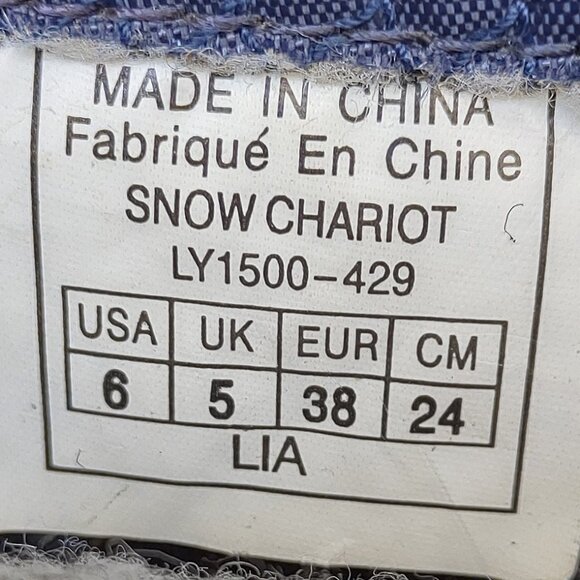 MADE IN CHINA
Fabriqué En Chine
SNOW CHARIOT
LY1500-429
USA UK EUR CM
6 5 38 24
LIA